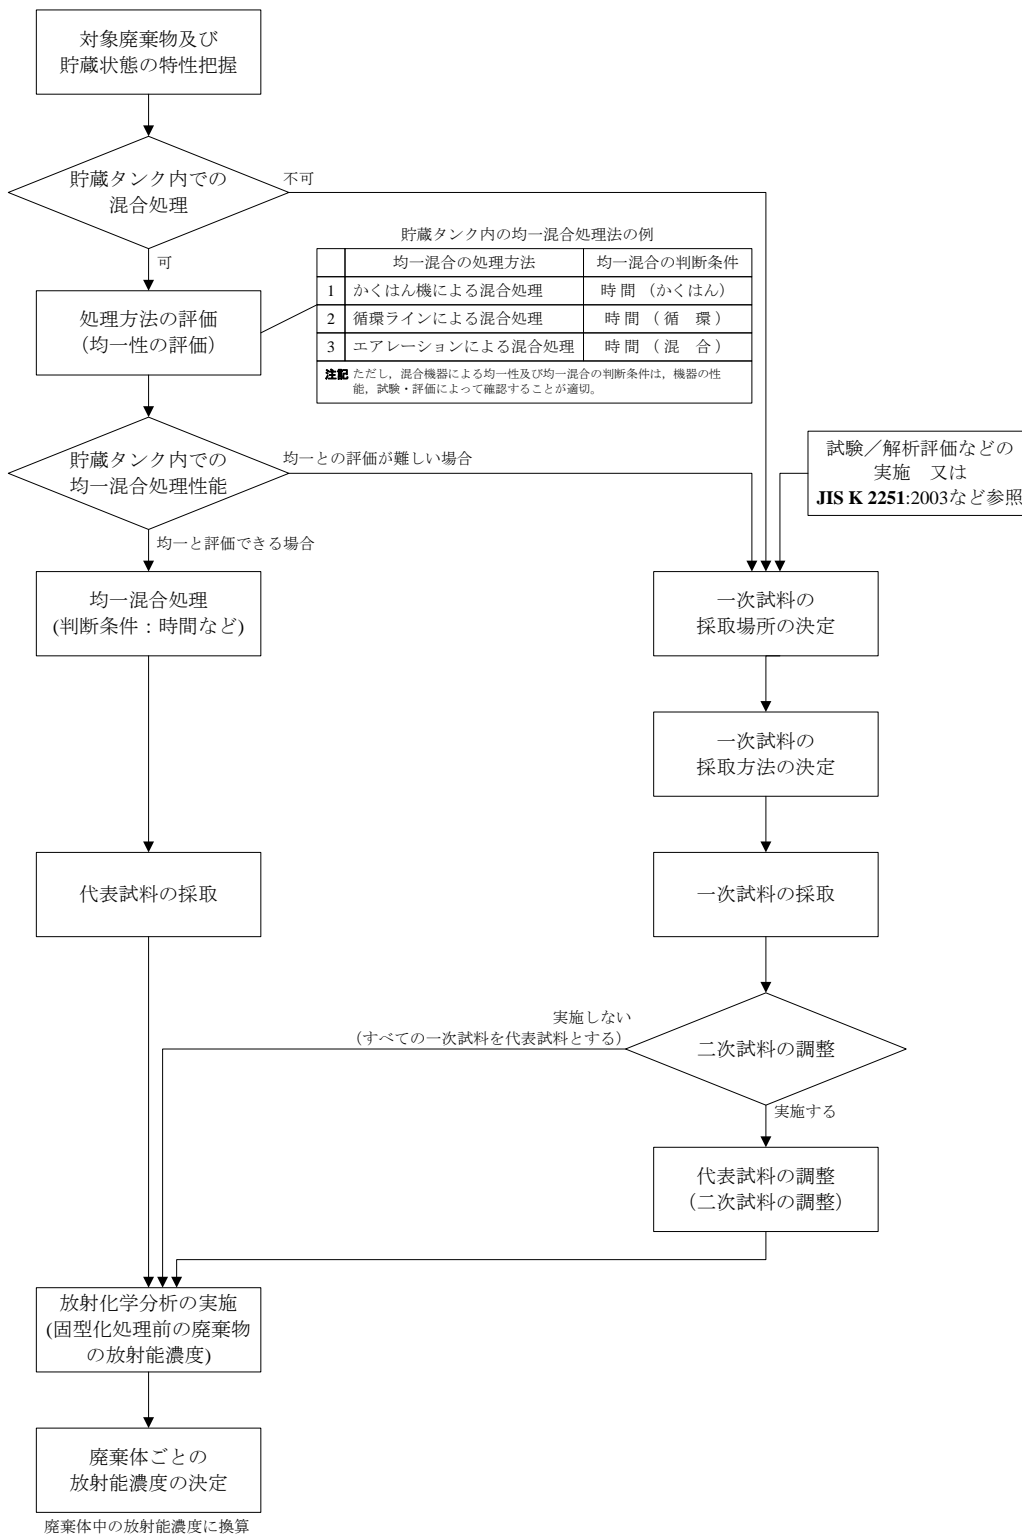 対象廃棄物及び
貯蔵状態の特性把握
貯蔵タンク内での
混合処理
不可
可
処理方法の評価
（均一性の評価）
貯蔵タンク内の均一混合処理法の例
均一混合の処理方法 均一混合の判断条件
1 かくはん機による混合処理 時 間 （かくはん）
2 循環ラインによる混合処理 時 間 （ 循 環 ）
3 エアレーションによる混合処理 時 間 （ 混 合 ）
注記 ただし，混合機器による均一性及び均一混合の判断条件は，機器の性
能，試験・評価によって確認することが適切。
貯蔵タンク内での
均一混合処理性能
均一との評価が難しい場合
均一と評価できる場合
試験／解析評価などの
実施 又は
JIS K 2251:2003など参照
均一混合処理
(判断条件：時間など)
一次試料の
採取場所の決定
一次試料の
採取方法の決定
代表試料の採取
一次試料の採取
実施しない
（すべての一次試料を代表試料とする）
二次試料の調整
実施する
代表試料の調整
（二次試料の調整）
放射化学分析の実施
(固型化処理前の廃棄物
の放射能濃度)
廃棄体ごとの
放射能濃度の決定
廃棄体中の放射能濃度に換算